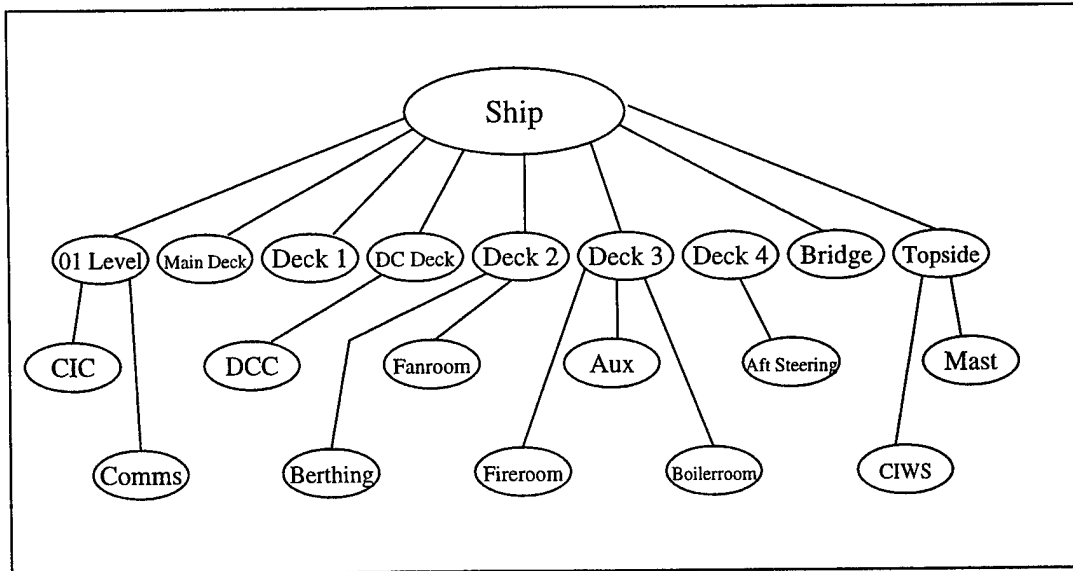 Ship
01 Level
Main Deck
Deck 1
DC Deck
Deck 2
Deck 3
Deck 4
Bridge
Topside
CIC
DCC
Fanroom
Aux
Aft Steering
Mast
Comms
Berthing
Fireroom
Boilerroom
CIWS